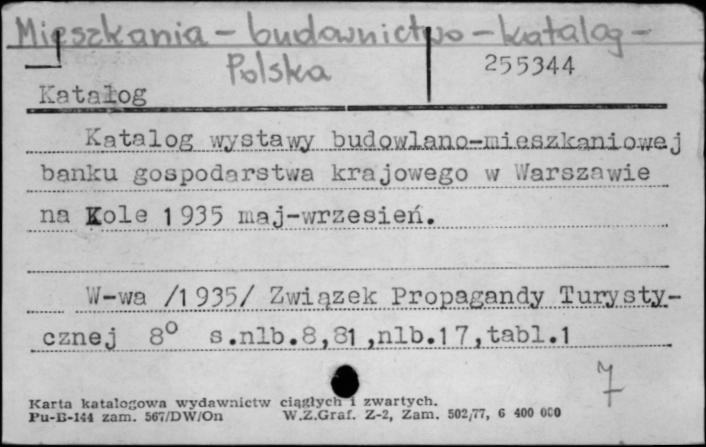 Mieszkania - budownictwo - katalog -
Polska
255344
Katalog
Katalog wystawy budowlano-mieszkaniowej
banku gospodarstwa krajowego w Warszawie
na Kole 1935 maj-wrzesień.
W-wa /1935/ Związek Propagandy Turysty-
cznej 8° s.nlb.8,81,nlb.17,tabl.1
7
Karta katalogowa wydawnictw ciągłych i zwartych.
Pu-B-144 zam. 567/DW/On W.Z.Graf. Z-2, Zam. 502/77, 6 400 000